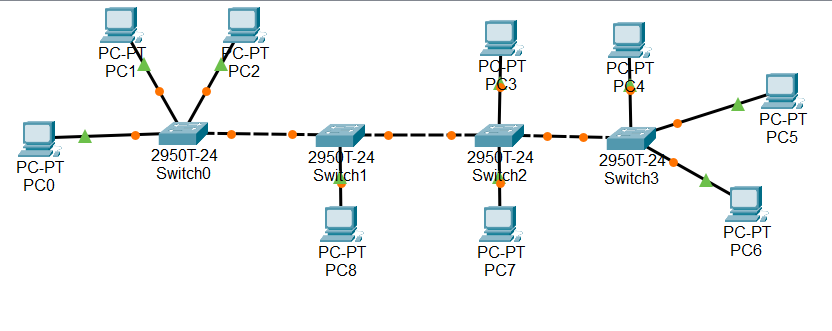 PC-PT
PC1
PC-PT
PC2
PC-PT
PC3
PC-PT
PC4
PC-PT
PC5
PC-PT
PC0
2950T-24
Switch0
2950T-24
Switch1
2950T-24
Switch2
2950T-24
Switch3
PC-PT
PC8
PC-PT
PC7
PC-PT
PC6